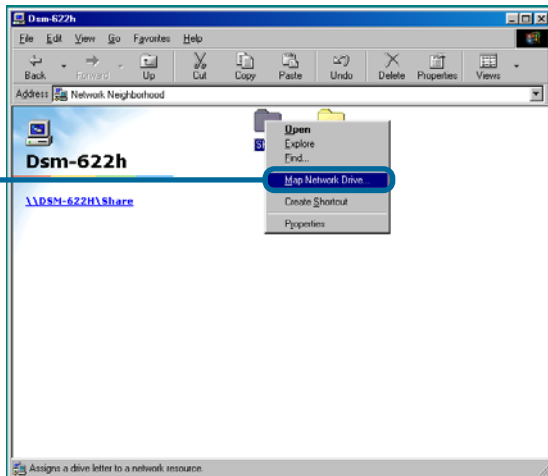 Dsm-622h
File Edit View Go Favorites Help
Back Forward Up Cut Copy Paste Undo Delete Properties Views
Address Network Neighborhood
Dsm-622h
\\DSM-622H\Share
Open
Explore
Find...
Map Network Drive...
Create Shortcut
Properties
Assigns a drive letter to a network resource.